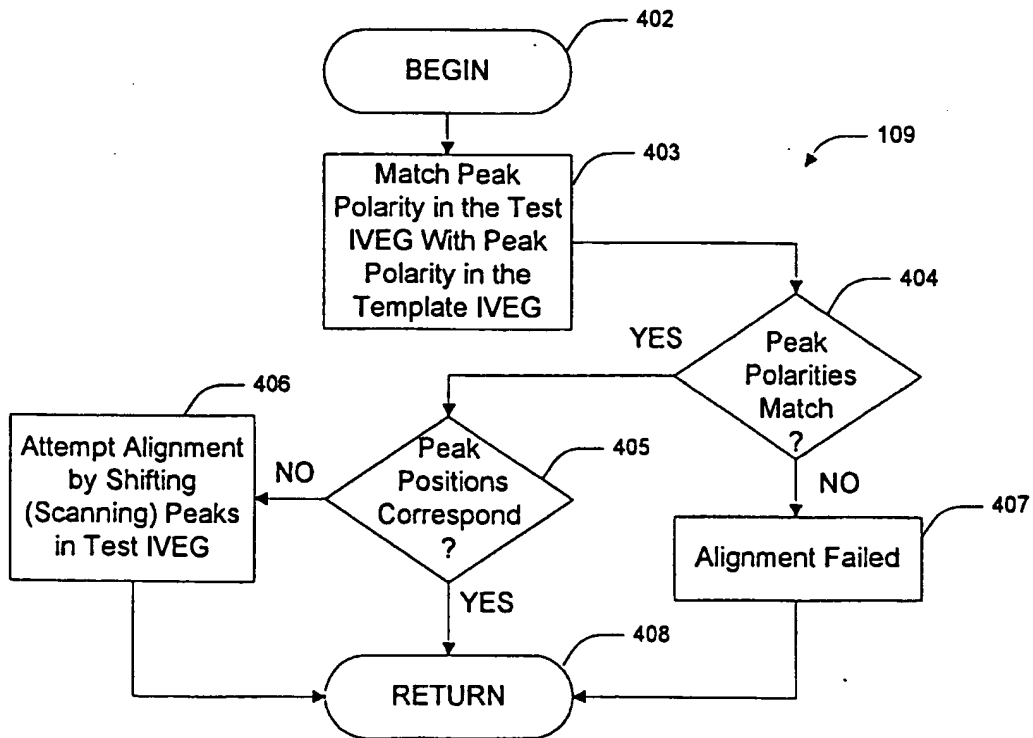 402
BEGIN
109
403
Match Peak
Polarity in the Test
IVEG With Peak
Polarity in the
Template IVEG
404
YES
Peak
Polarities
Match
?
406
Attempt Alignment
by Shifting
(Scanning) Peaks
in Test IVEG
NO
405
Peak
Positions
Correspond
?
NO
407
Alignment Failed
YES
408
RETURN